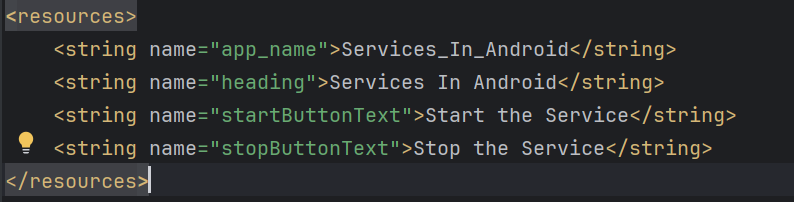 <resources>
    <string name="app_name">Services_In_Android</string>
    <string name="heading">Services In Android</string>
    <string name="startButtonText">Start the Service</string>
    <string name="stopButtonText">Stop the Service</string>
</resources>